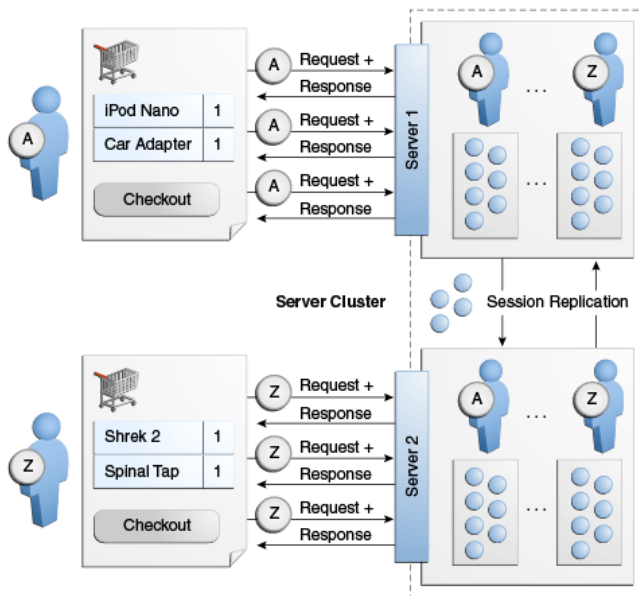 A
iPod Nano 1
Car Adapter 1
Checkout
A Request +
Response
A Request +
Response
A Request +
Response
Server 1
A ... Z
...
Server Cluster
Session Replication
Z
Shrek 2 1
Spinal Tap 1
Checkout
Z Request +
Response
Z Request +
Response
Z Request +
Response
Server 2
A ... Z
...